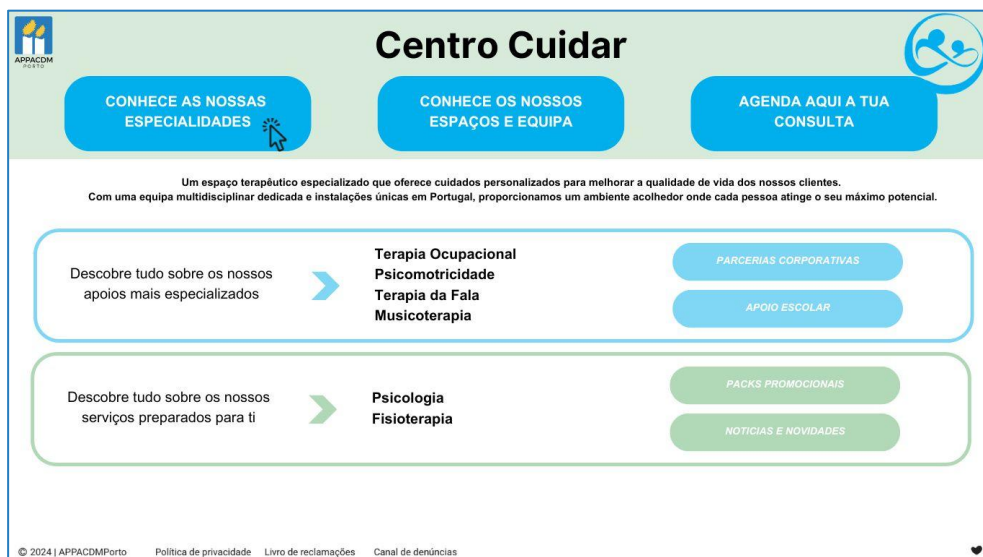 APPACDM
PORTO
Centro Cuidar
CONHECE AS NOSSAS
ESPECIALIDADES
CONHECE OS NOSSOS
ESPAÇOS E EQUIPA
AGENDA AQUI A TUA
CONSULTA
Um espaço terapêutico especializado que oferece cuidados personalizados para melhorar a qualidade de vida dos nossos clientes.
Com uma equipa multidisciplinar dedicada e instalações únicas em Portugal, proporcionamos um ambiente acolhedor onde cada pessoa atinge o seu máximo potencial.
Descobre tudo sobre os nossos
apoios mais especializados
Terapia Ocupacional
Psicomotricidade
Terapia da Fala
Musicoterapia
PARCERIAS CORPORATIVAS
APOIO ESCOLAR
Descobre tudo sobre os nossos
serviços preparados para ti
Psicologia
Fisioterapia
PACKS PROMOCIONAIS
NOTICIAS E NOVIDADES
© 2024 | APPACDMPorto Política de privacidade Livro de reclamações Canal de denúncias